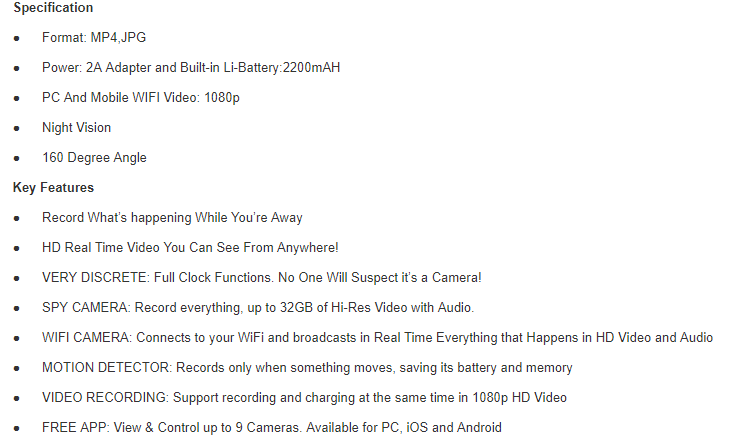 Specification
● Format: MP4,JPG
● Power: 2A Adapter and Built-in Li-Battery:2200mAH
● PC And Mobile WIFI Video: 1080p
● Night Vision
● 160 Degree Angle
Key Features
● Record What’s happening While You’re Away
● HD Real Time Video You Can See From Anywhere!
● VERY DISCRETE: Full Clock Functions. No One Will Suspect it’s a Camera!
● SPY CAMERA: Record everything, up to 32GB of Hi-Res Video with Audio.
● WIFI CAMERA: Connects to your WiFi and broadcasts in Real Time Everything that Happens in HD Video and Audio
● MOTION DETECTOR: Records only when something moves, saving its battery and memory
● VIDEO RECORDING: Support recording and charging at the same time in 1080p HD Video
● FREE APP: View & Control up to 9 Cameras. Available for PC, iOS and Android